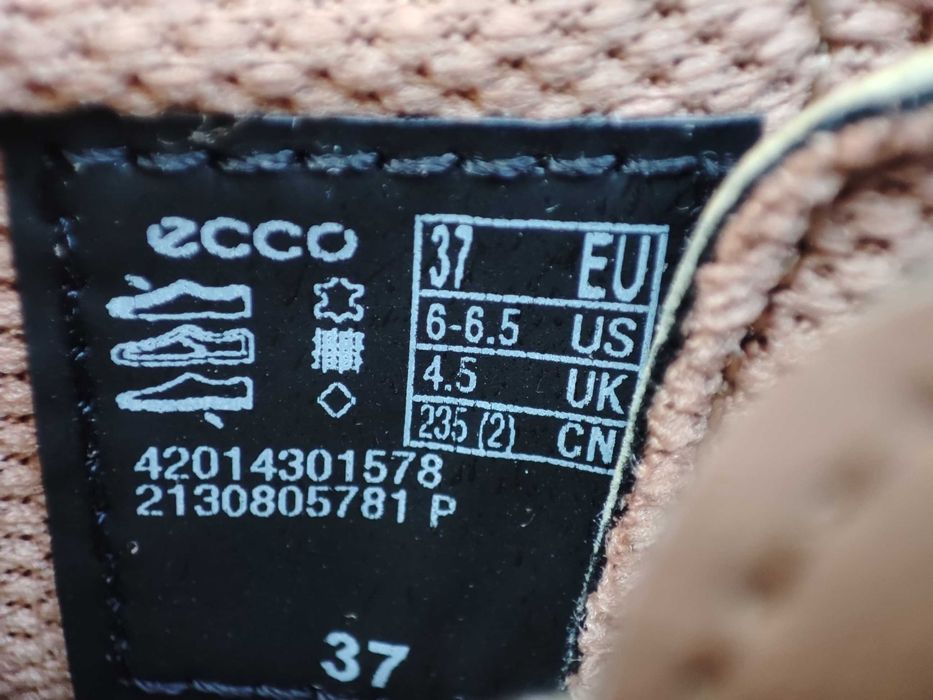 ecco
37 EU
6-6.5 US
4.5 UK
235 (2) CN
42014301578
2130805781 P
37